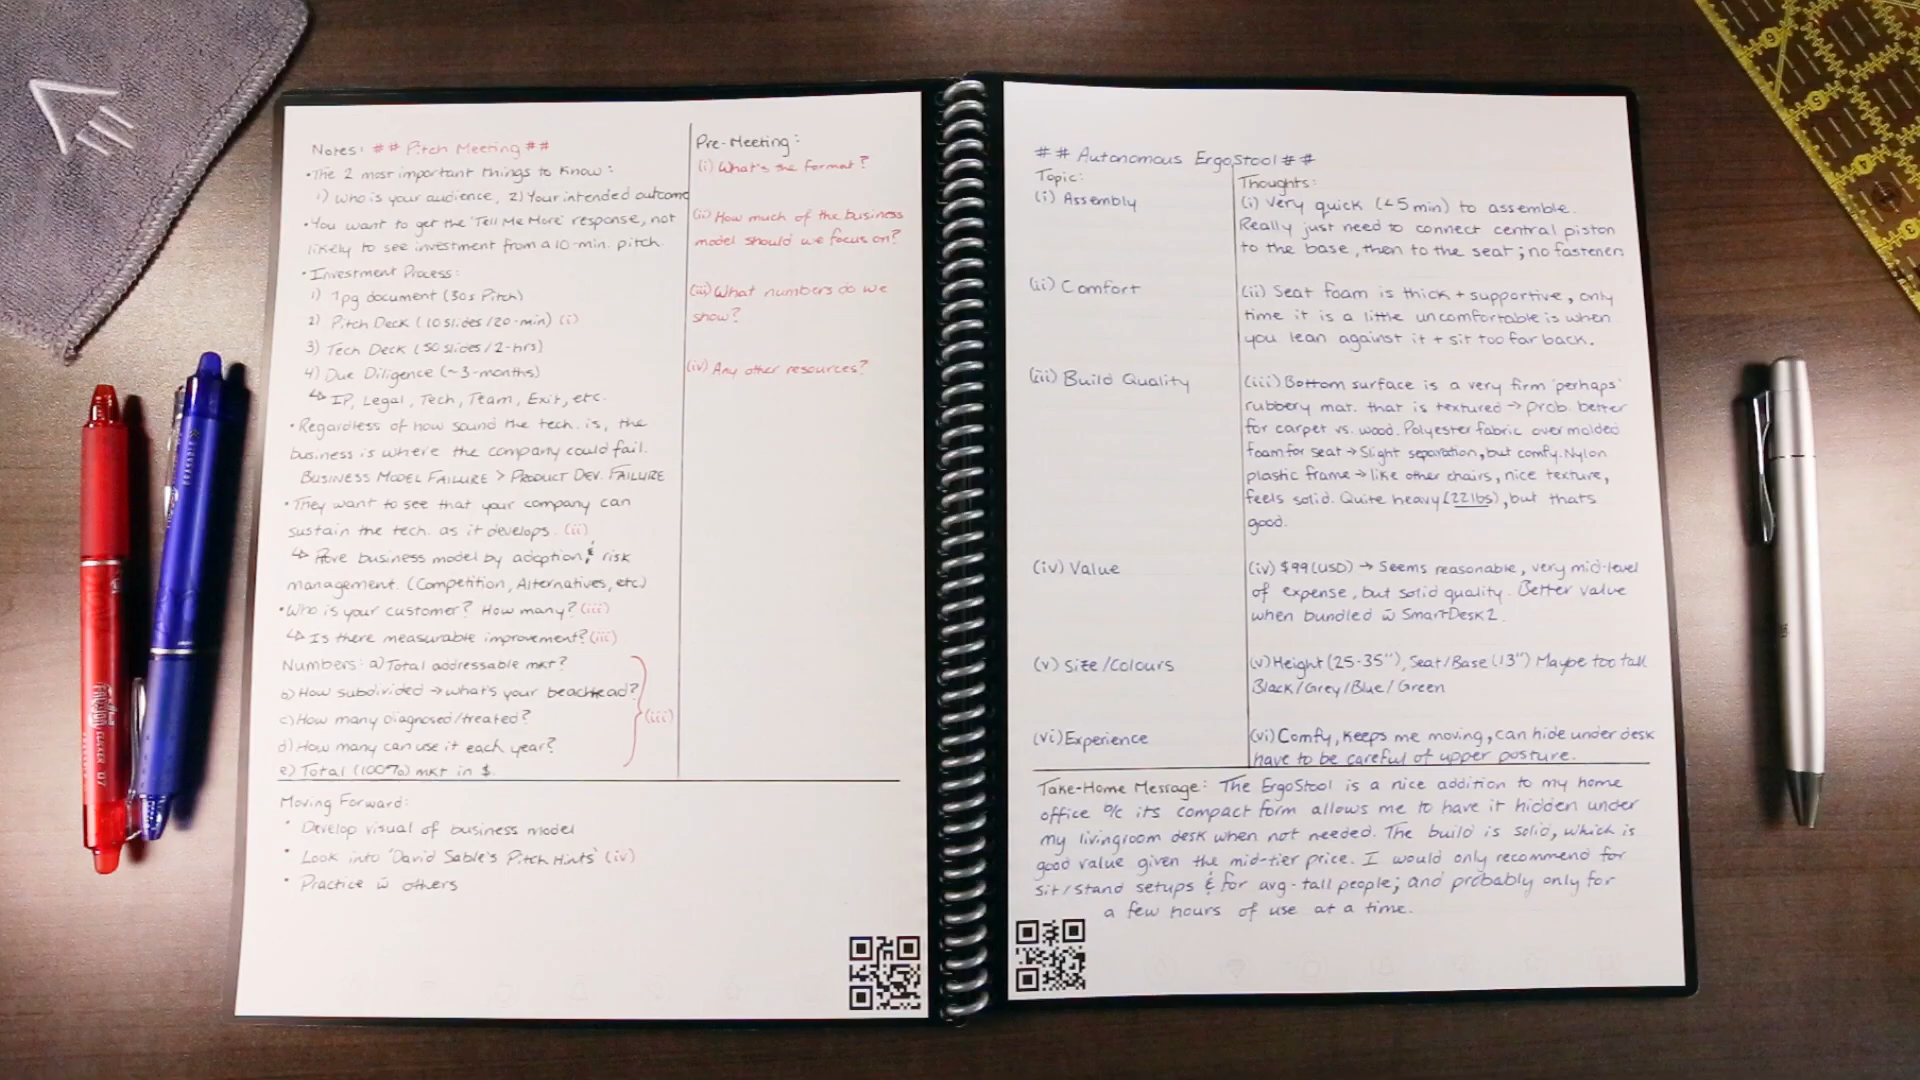 Notes: ## Pitch Meeting ##
• The 2 most important things to know:
1) Who is your audience, 2) Your intended outcome
• You want to get the 'Tell Me More' response, not
likely to see investment from a 10-min. pitch.
• Investment Process:
1) 1pg document (30s Pitch)
2) Pitch Deck (10 slides/20-min) (i)
3) Tech Deck (50 slides/2-hrs)
4) Due Diligence (~3-months)
↳ IP, Legal, Tech, Team, Exit, etc.
• Regardless of how sound the tech. is, the
business is where the company could fail.
BUSINESS MODEL FAILURE > PRODUCT DEV. FAILURE
• They want to see that your company can
sustain the tech. as it develops. (ii)
↳ Prove business model by adoption & risk
management. (Competition, Alternatives, etc)
• Who is your customer? How many? (iii)
↳ Is there measurable improvement? (iii)
Numbers: a) Total addressable mkt?
b) How subdivided → what's your beachhead?
c) How many diagnosed/treated?
(iii)
d) How many can use it each year?
e) Total (100%) mkt in $
Pre-Meeting:
(i) What's the format?
(ii) How much of the business
model should we focus on?
(iii) What numbers do we
show?
(iv) Any other resources?
Moving Forward:
• Develop visual of business model
• Look into 'David Sable's Pitch Hints' (iv)
• Practice w̄ others
## Autonomous ErgoStool ##
Topic:
(i) Assembly
(ii) Comfort
(iii) Build Quality
(iv) Value
(v) Size/Colours
(vi) Experience
Thoughts:
(i) Very quick (<5 min) to assemble.
Really just need to connect central piston
to the base, then to the seat; no fasteners
(ii) Seat foam is thick + supportive, only
time it is a little uncomfortable is when
you lean against it + sit too far back.
(iii) Bottom surface is a very firm 'perhaps'
rubbery mat. that is textured → prob. better
for carpet vs. wood. Polyester fabric over molded
foam for seat → Slight separation, but comfy. Nylon
plastic frame → like other chairs, nice texture,
feels solid. Quite heavy (22 lbs), but thats
good.
(iv) $99 (USD) → Seems reasonable, very mid-level
of expense, but solid quality. Better value
when bundled w̄ SmartDesk 2.
(v) Height (25-35"), Seat/Base (13") Maybe too tall
Black/Grey/Blue/Green
(vi) Comfy, keeps me moving, can hide under desk
have to be careful of upper posture.
Take-Home Message: The ErgoStool is a nice addition to my home
office b/c its compact form allows me to have it hidden under
my livingroom desk when not needed. The build is solid, which is
good value given the mid-tier price. I would only recommend for
sit/stand setups & for avg-tall people; and probably only for
a few hours of use at a time.